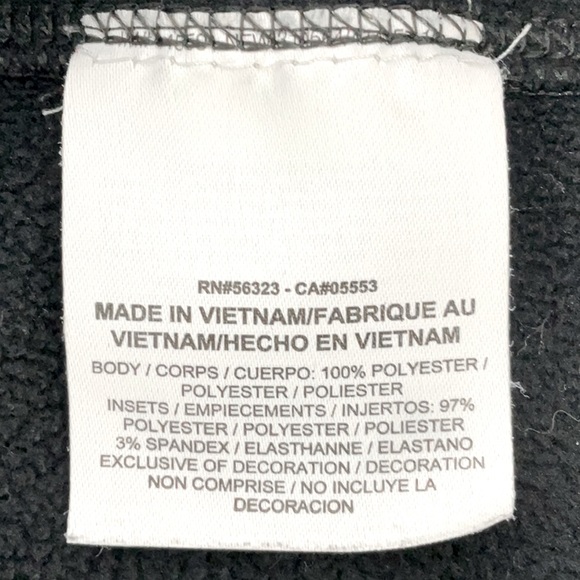 RN#56323 - CA#05553
MADE IN VIETNAM/FABRIQUE AU
VIETNAM/HECHO EN VIETNAM
BODY / CORPS / CUERPO: 100% POLYESTER /
POLYESTER / POLIESTER
INSETS / EMPIECEMENTS / INJERTOS: 97%
POLYESTER / POLYESTER / POLIESTER
3% SPANDEX / ELASTHANNE / ELASTANO
EXCLUSIVE OF DECORATION / DECORATION
NON COMPRISE / NO INCLUYE LA
DECORACION